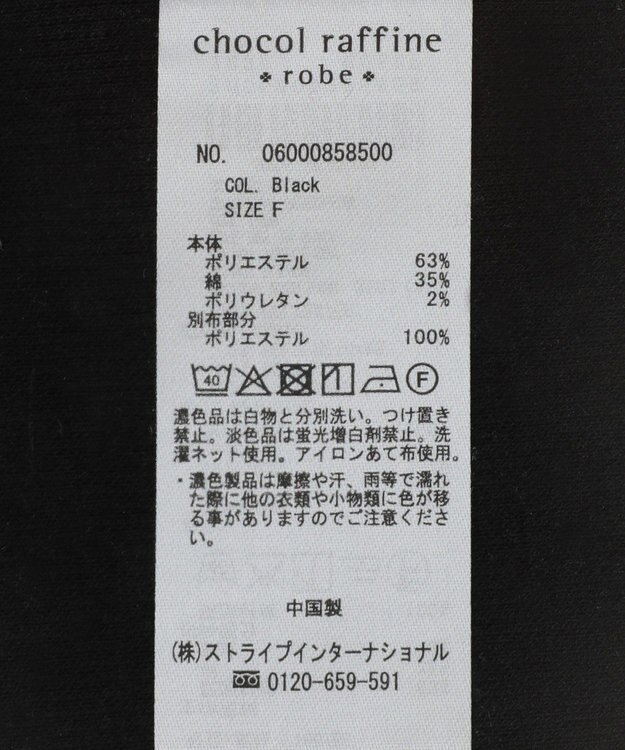 chocol raffine
robe
NO. 06000858500
COL. Black
SIZE F
本体
ポリエステル 63%
綿 35%
ポリウレタン 2%
別布部分
ポリエステル 100%
40 F
濃色品は白物と分別洗い。つけ置き
禁止。淡色品は蛍光増白剤禁止。洗
濯ネット使用。アイロンあて布使用。
・濃色製品は摩擦や汗、雨等で濡れ
た際に他の衣類や小物類に色が移
る事がありますのでご注意くださ
い。
中国製
(株)ストライプインターナショナル
0120-659-591